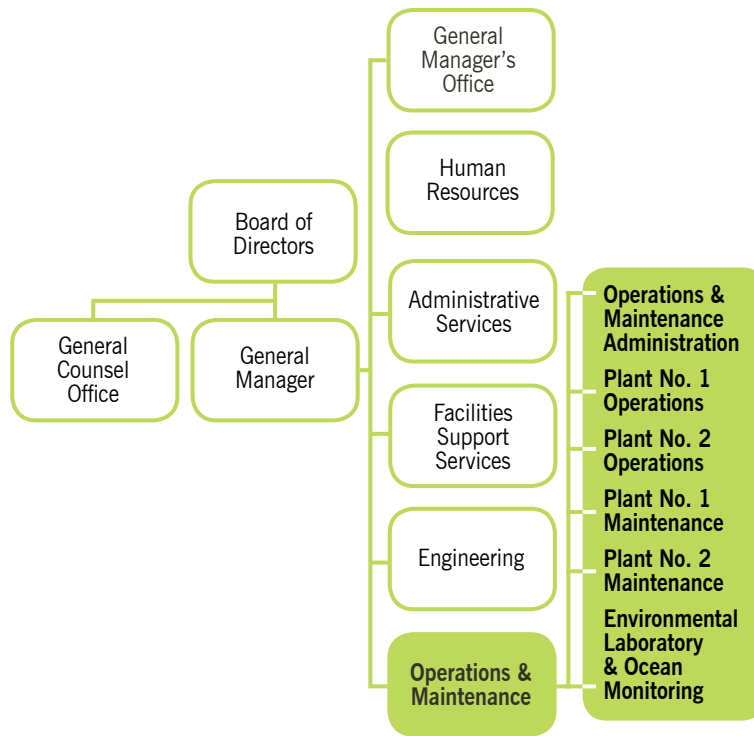 General
Manager’s
Office
Human
Resources
Board of
Directors
General
Counsel
Office
General
Manager
Administrative
Services
Facilities
Support
Services
Engineering
Operations &
Maintenance
Operations &
Maintenance
Administration
Plant No. 1
Operations
Plant No. 2
Operations
Plant No. 1
Maintenance
Plant No. 2
Maintenance
Environmental
Laboratory
& Ocean
Monitoring